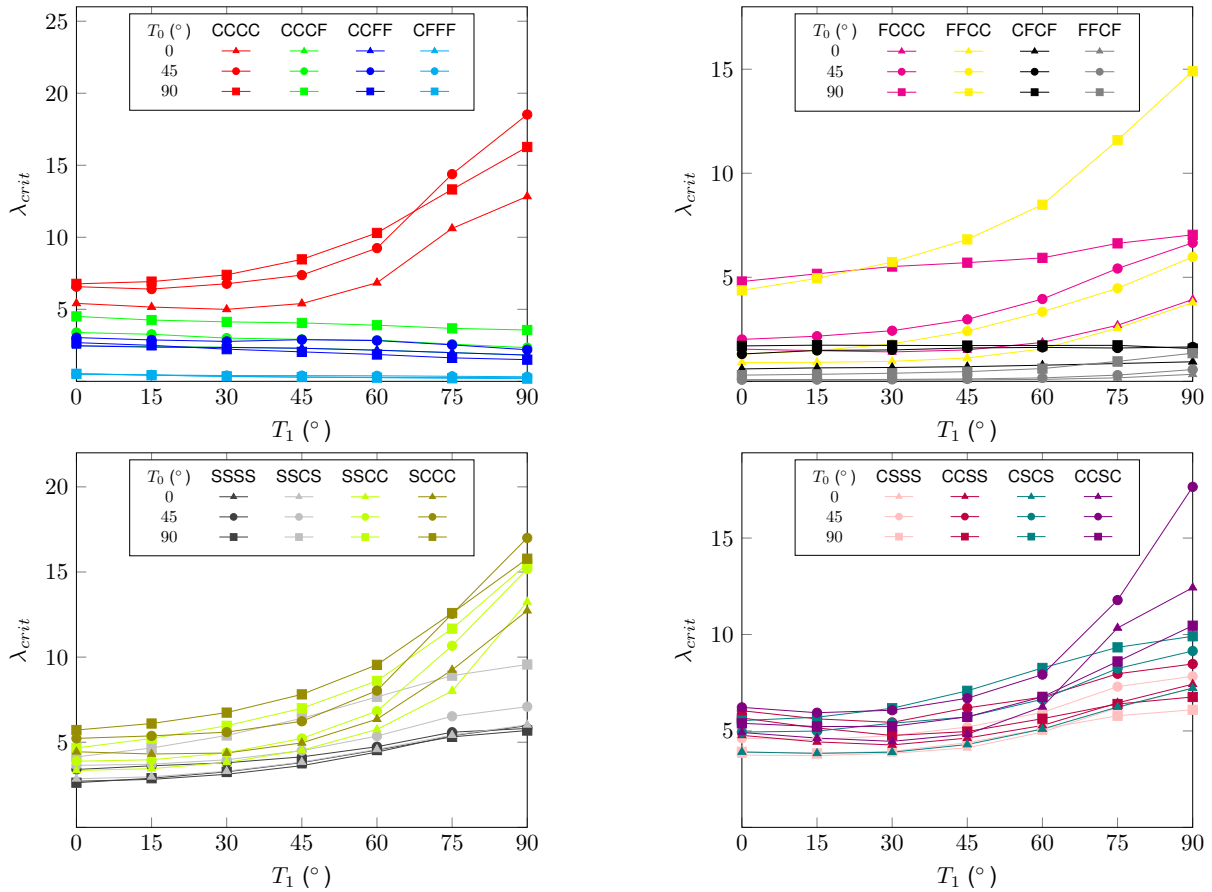 T₀ (°) CCCC CCCF CCFF CFFF
0
45
90
25
20
15
10
5
λcrit
0 15 30 45 60 75 90
T₁ (°)
T₀ (°) FCCC FFCC CFCF FFCF
0
45
90
15
10
5
λcrit
0 15 30 45 60 75 90
T₁ (°)
T₀ (°) SSSS SSCS SSCC SCCC
0
45
90
20
15
10
5
λcrit
0 15 30 45 60 75 90
T₁ (°)
T₀ (°) CSSS CCSS CSCS CCSC
0
45
90
15
10
5
λcrit
0 15 30 45 60 75 90
T₁ (°)